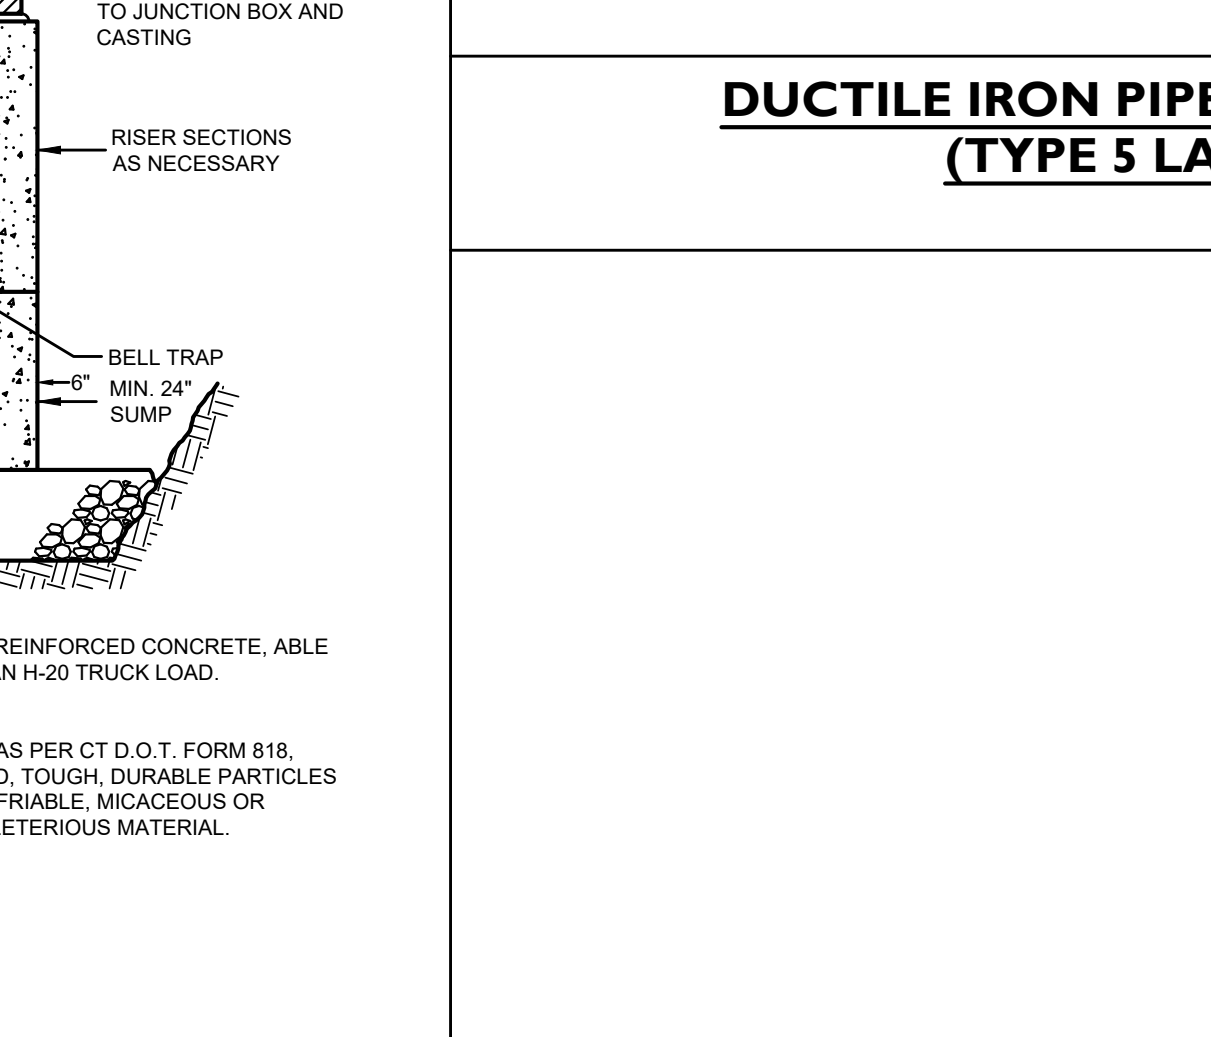 TO JUNCTION BOX AND
CASTING
RISER SECTIONS
AS NECESSARY
BELL TRAP
6"
MIN. 24"
SUMP
REINFORCED CONCRETE, ABLE
AN H-20 TRUCK LOAD.
AS PER CT D.O.T. FORM 818,
D, TOUGH, DURABLE PARTICLES
FRIABLE, MICACEOUS OR
LETERIOUS MATERIAL.
DUCTILE IRON PIPE
(TYPE 5 LA